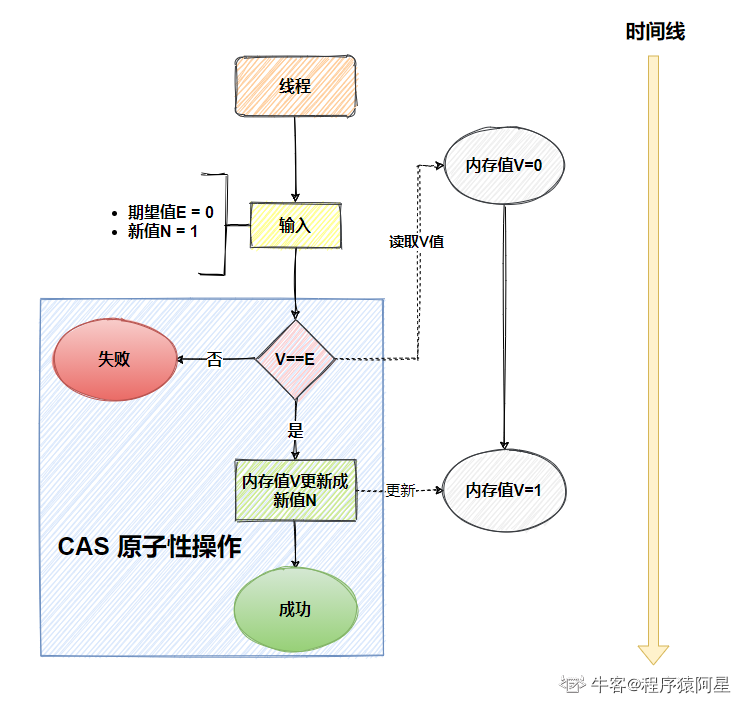 时间线
线程
内存值V=0
期望值E = 0
新值N = 1
输入
读取V值
失败
否
V==E
是
内存值V更新成
新值N
更新
内存值V=1
CAS 原子性操作
成功
牛客@程序猿阿星